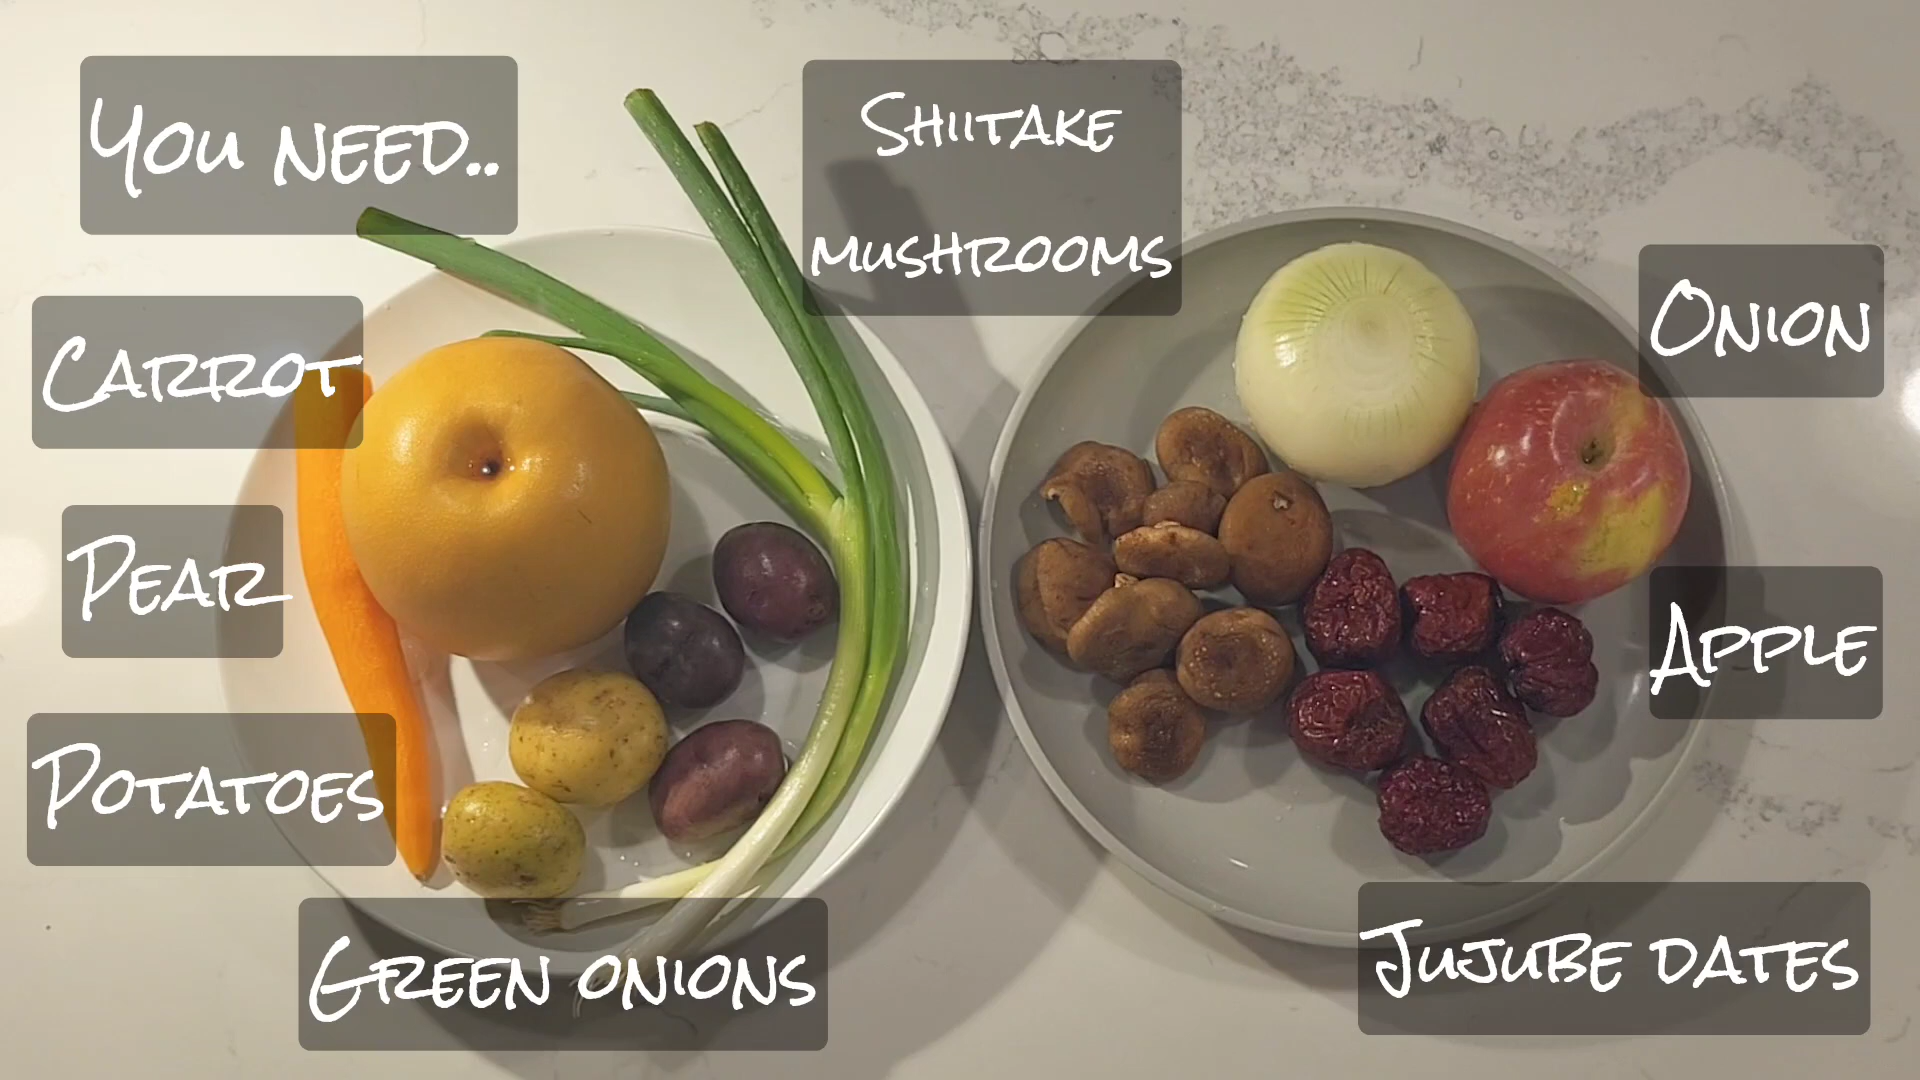 You need..
Carrot
Pear
Potatoes
Green onions
Shiitake
mushrooms
Onion
Apple
Jujube dates